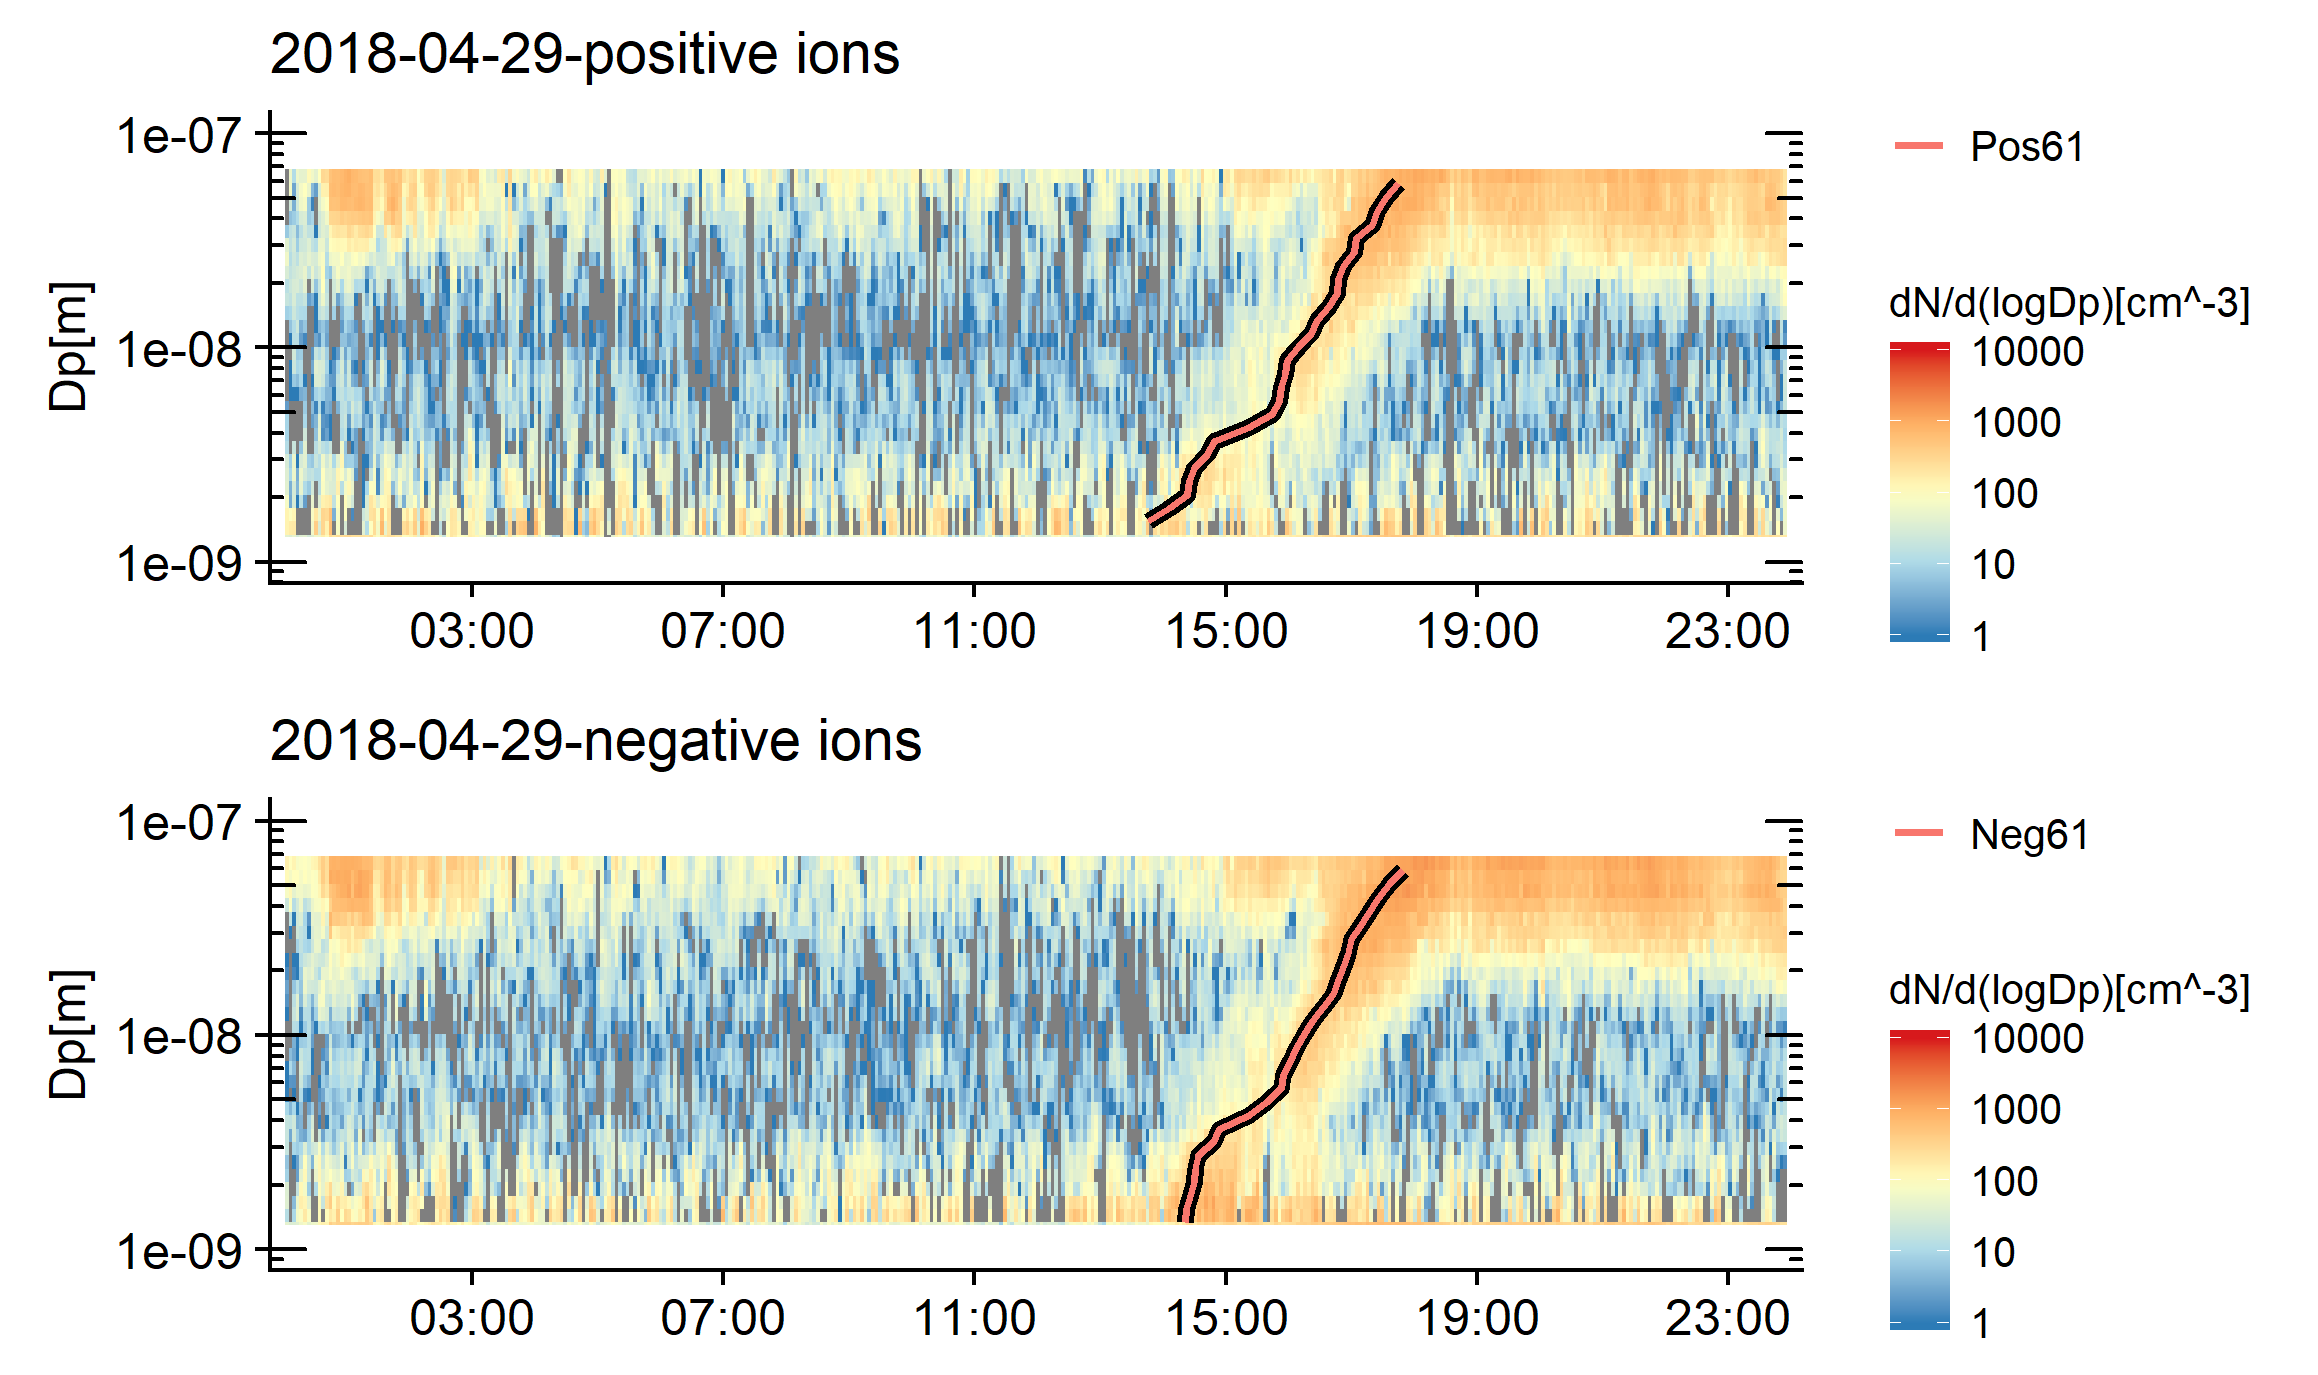 2018-04-29-positive ions
1e-07
1e-08
1e-09
Dp[m]
03:00 07:00 11:00 15:00 19:00 23:00
Pos61
dN/d(logDp)[cm^-3]
10000
1000
100
10
1
2018-04-29-negative ions
1e-07
1e-08
1e-09
Dp[m]
03:00 07:00 11:00 15:00 19:00 23:00
Neg61
dN/d(logDp)[cm^-3]
10000
1000
100
10
1